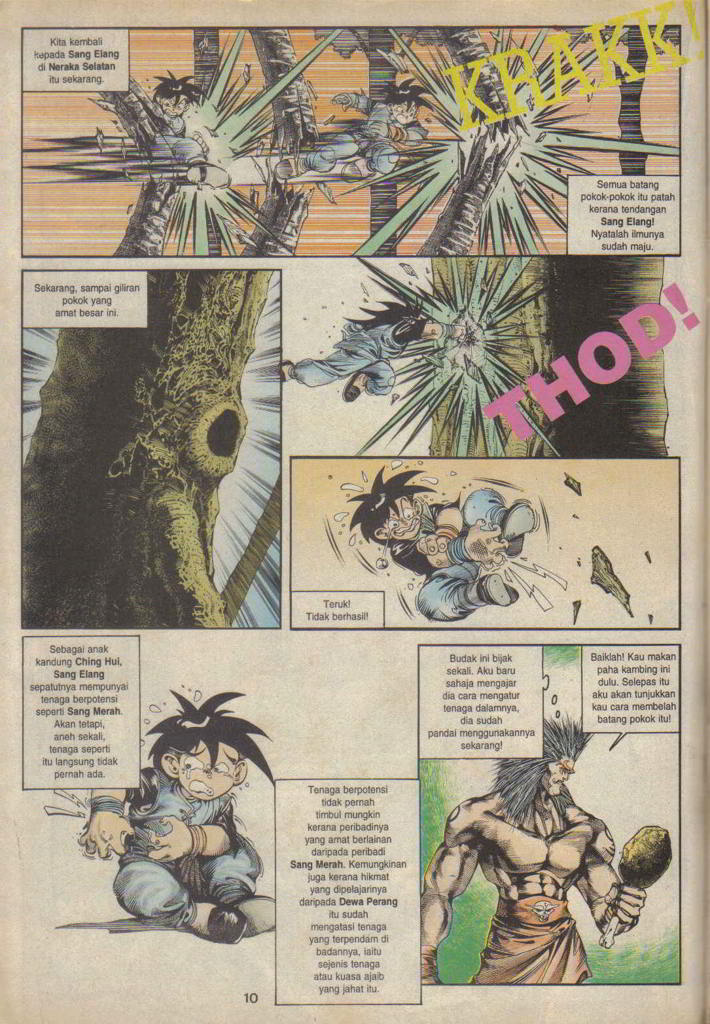 Kita kembali
kepada Sang Elang
di Neraka Selatan
itu sekarang.
KRAKK!
Semua batang
pokok-pokok itu patah
kerana tendangan
Sang Elang!
Nyatalah ilmunya
sudah maju.
Sekarang, sampai giliran
pokok yang
amat besar ini.
THOD!
Teruk!
Tidak berhasil!
Sebagai anak
kandung Ching Hui,
Sang Elang
sepatutnya mempunyai
tenaga berpotensi
seperti Sang Merah.
Akan tetapi,
aneh sekali,
tenaga seperti
itu langsung tidak
pernah ada.
Tenaga berpotensi
tidak pernah
timbul mungkin
kerana peribadinya
yang amat berlainan
daripada peribadi
Sang Merah. Kemungkinan
juga kerana hikmat
yang dipelajarinya
daripada Dewa Perang
itu sudah
mengatasi tenaga
yang terpendam di
badannya, iaitu
sejenis tenaga
atau kuasa ajaib
yang jahat itu.
Budak ini bijak
sekali. Aku baru
sahaja mengajar
dia cara mengatur
tenaga dalamnya,
dia sudah
pandai menggunakannya
sekarang!
Baiklah! Kau makan
paha kambing ini
dulu. Selepas itu
aku akan tunjukkan
kau cara membelah
batang pokok itu!
10